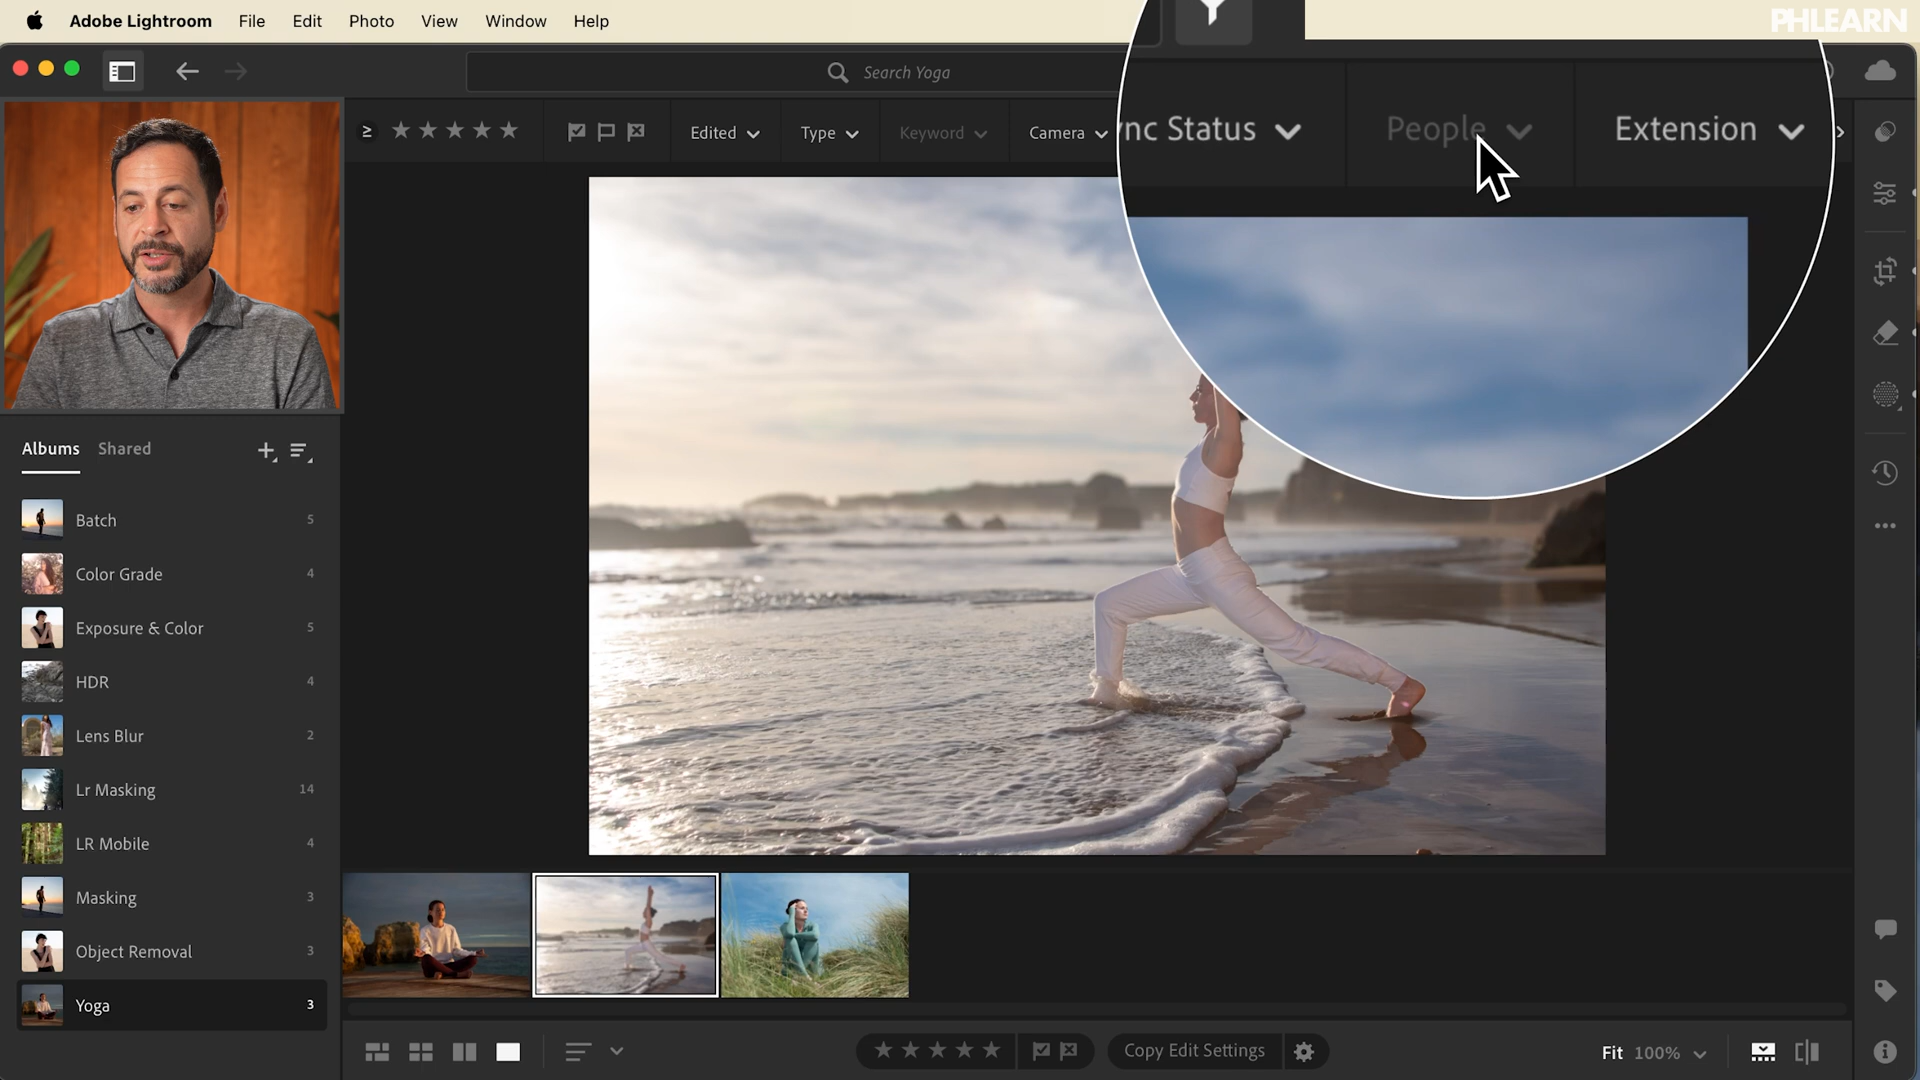 Adobe Lightroom File Edit Photo View Window Help
PHLEARN
Search Yoga
≥ Edited Type Keyword Camera nc Status People Extension
Albums Shared
Batch 5
Color Grade 4
Exposure & Color 5
HDR 4
Lens Blur 2
Lr Masking 14
LR Mobile 4
Masking 3
Object Removal 3
Yoga 3
Copy Edit Settings
Fit 100%